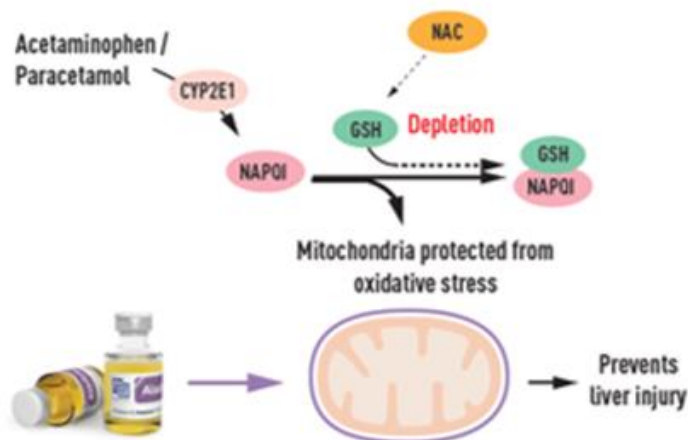 NAC
Acetaminophen /
Paracetamol
CYP2E1
GSH
Depletion
GSH
NAPQI
NAPQI
Mitochondria protected from
oxidative stress
Prevents
liver injury